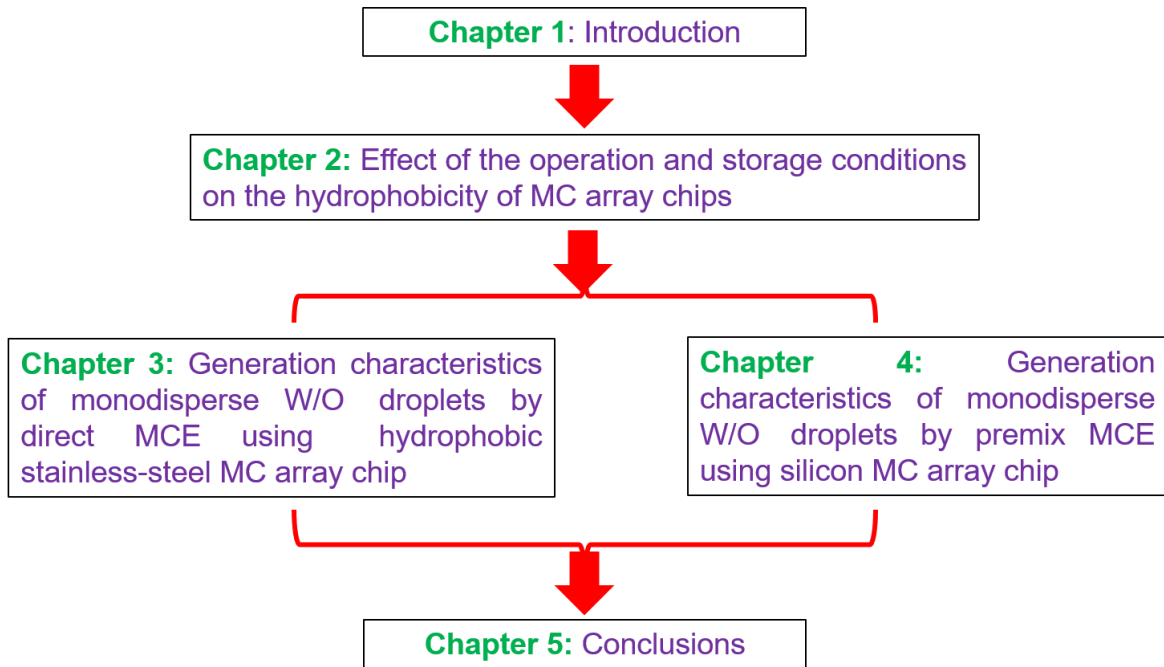 Chapter 1: Introduction
Chapter 2: Effect of the operation and storage conditions
on the hydrophobicity of MC array chips
Chapter 3: Generation characteristics
of monodisperse W/O droplets by
direct MCE using hydrophobic
stainless-steel MC array chip
Chapter 4: Generation
characteristics of monodisperse
W/O droplets by premix MCE
using silicon MC array chip
Chapter 5: Conclusions